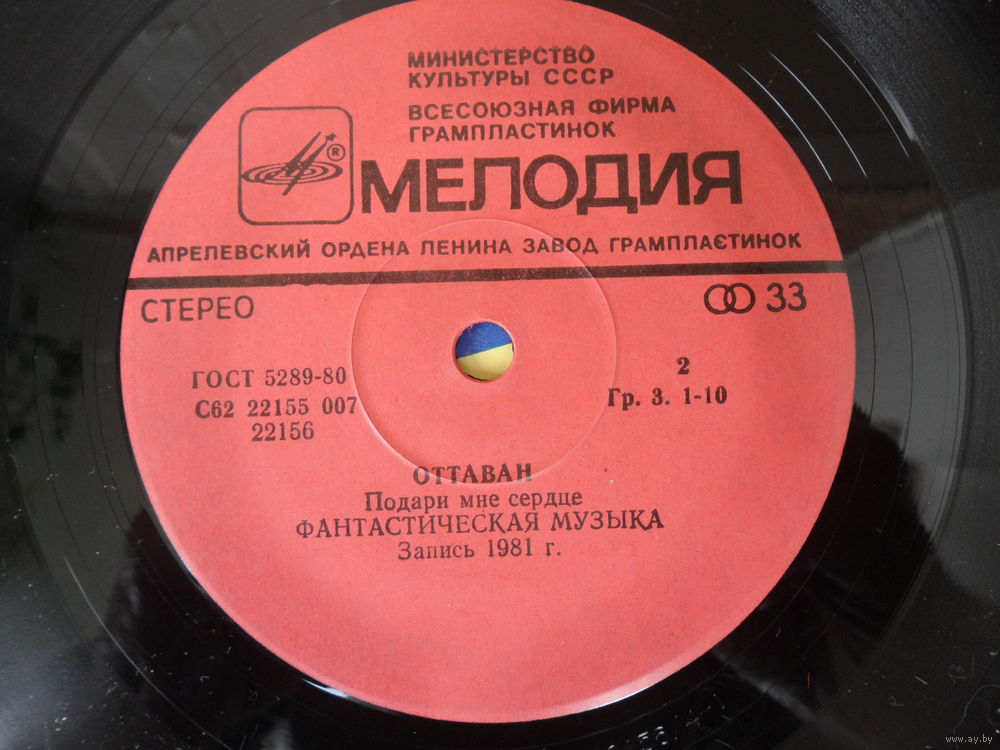 МИНИСТЕРСТВО
КУЛЬТУРЫ СССР
ВСЕСОЮЗНАЯ ФИРМА
ГРАМПЛАСТИНОК
®
МЕЛОДИЯ
АПРЕЛЕВСКИЙ ОРДЕНА ЛЕНИНА ЗАВОД ГРАМПЛАСТИНОК
СТЕРЕО
33
ГОСТ 5289-80
2
С62 22155 007
Гр. 3. 1-10
22156
ОТТАВАН
Подари мне сердце
ФАНТАСТИЧЕСКАЯ МУЗЫКА
Запись 1981 г.
www.ay.by